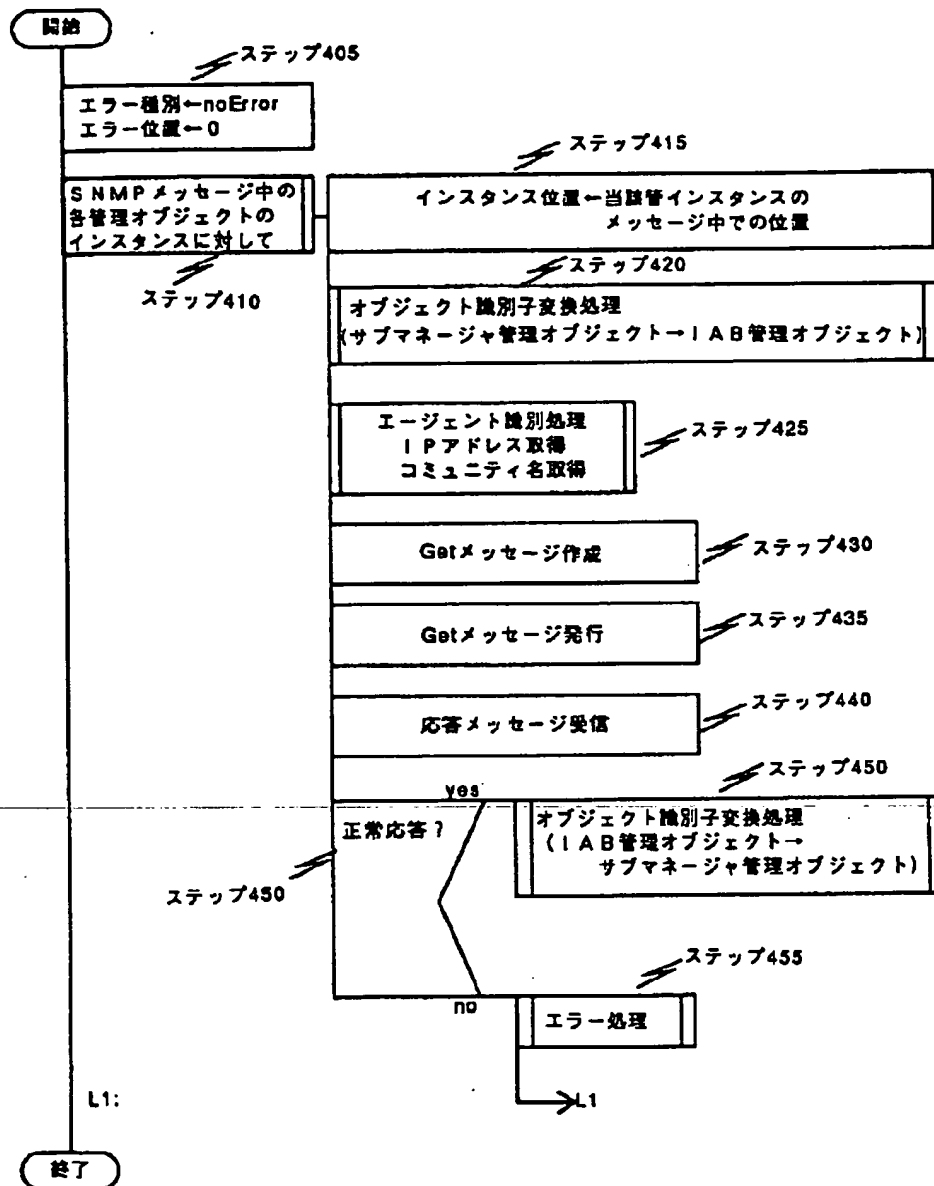 開始
ステップ405
エラー種別←noError
エラー位置←0
ステップ415
SNMPメッセージ中の
各管理オブジェクトの
インスタンスに対して
インスタンス位置←当該管インスタンスの
メッセージ中での位置
ステップ410
ステップ420
オブジェクト識別子変換処理
(サブマネージャ管理オブジェクト→IAB管理オブジェクト)
エージェント識別処理
IPアドレス取得
コミュニティ名取得
ステップ425
Getメッセージ作成
ステップ430
Getメッセージ発行
ステップ435
応答メッセージ受信
ステップ440
ステップ450
yes
正常応答?
オブジェクト識別子変換処理
(IAB管理オブジェクト→
サブマネージャ管理オブジェクト)
ステップ450
ステップ455
no
エラー処理
L1:
L1
終了